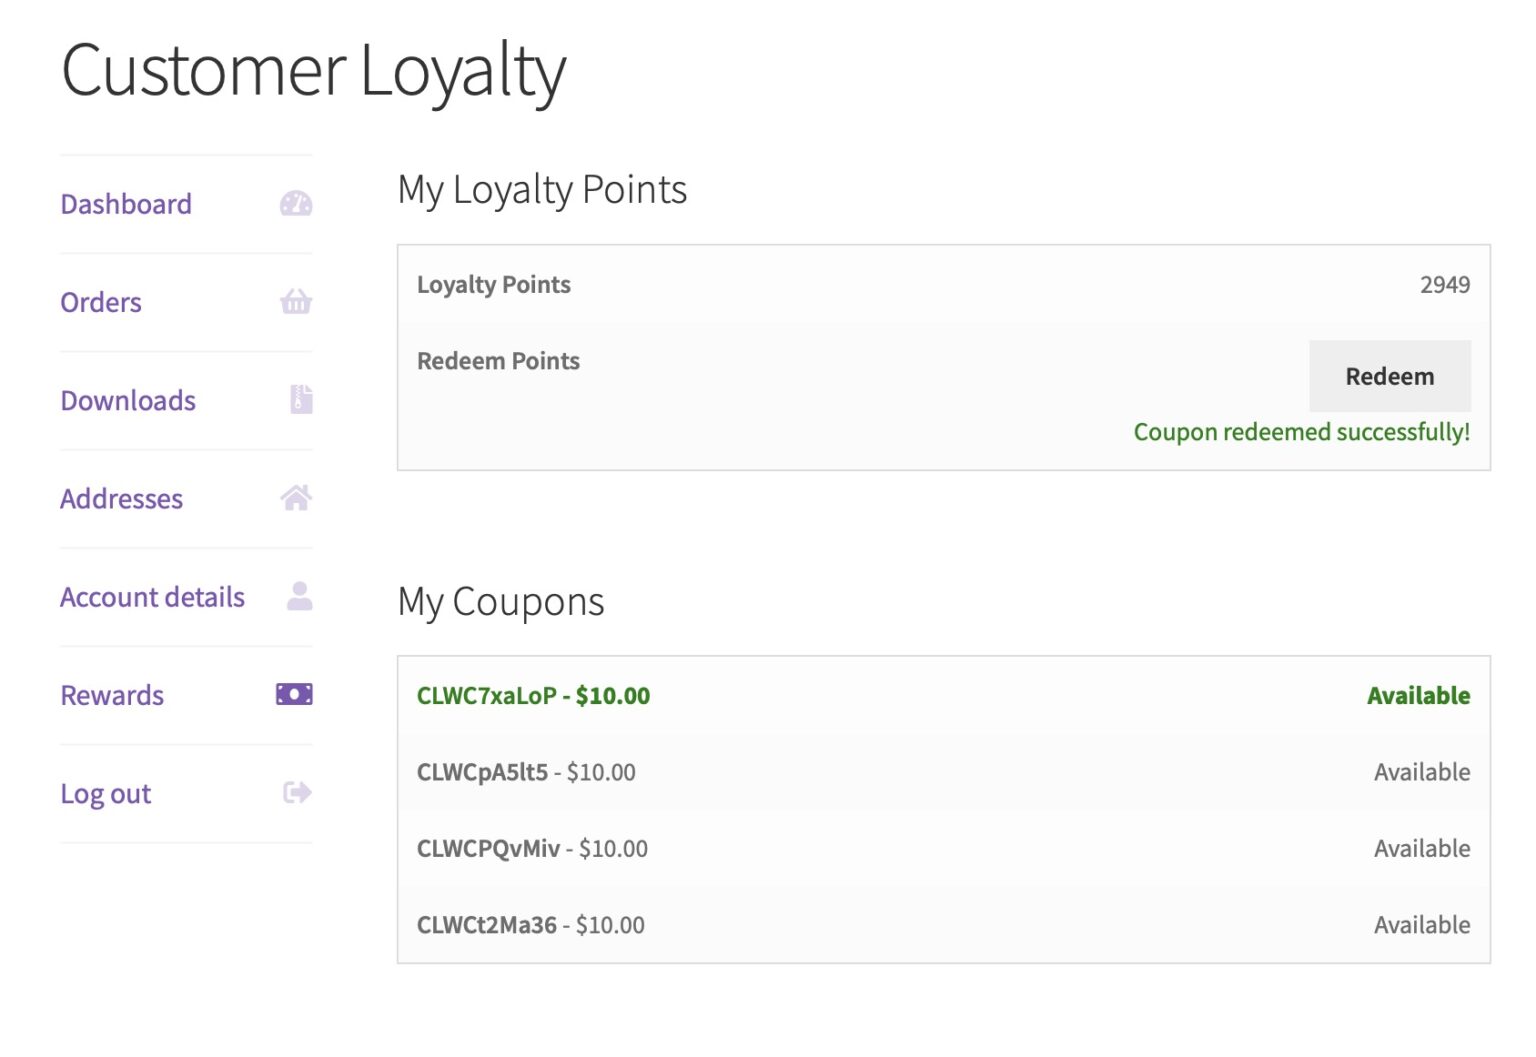 Customer Loyalty
Dashboard
Orders
Downloads
Addresses
Account details
Rewards
Log out
My Loyalty Points
Loyalty Points 2949
Redeem Points Redeem
Coupon redeemed successfully!
My Coupons
CLWC7xaLoP - $10.00 Available
CLWCpA5lt5 - $10.00 Available
CLWCPQvMiv - $10.00 Available
CLWCt2Ma36 - $10.00 Available